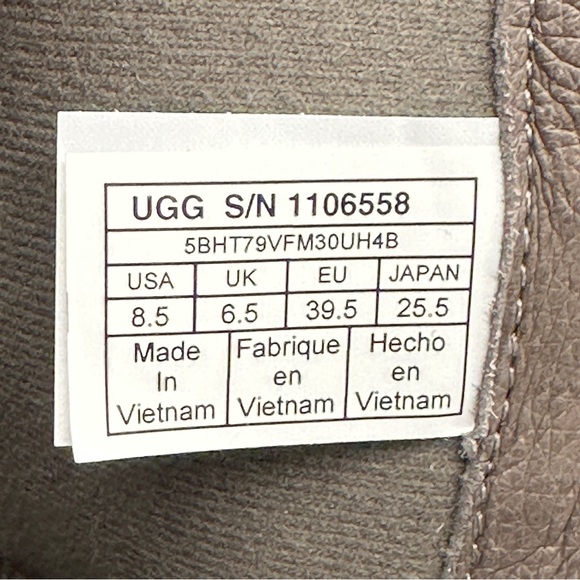 UGG S/N 1106558
5BHT79VFM30UH4B
USA UK EU JAPAN
8.5 6.5 39.5 25.5
Made Fabrique Hecho
In en en
Vietnam Vietnam Vietnam